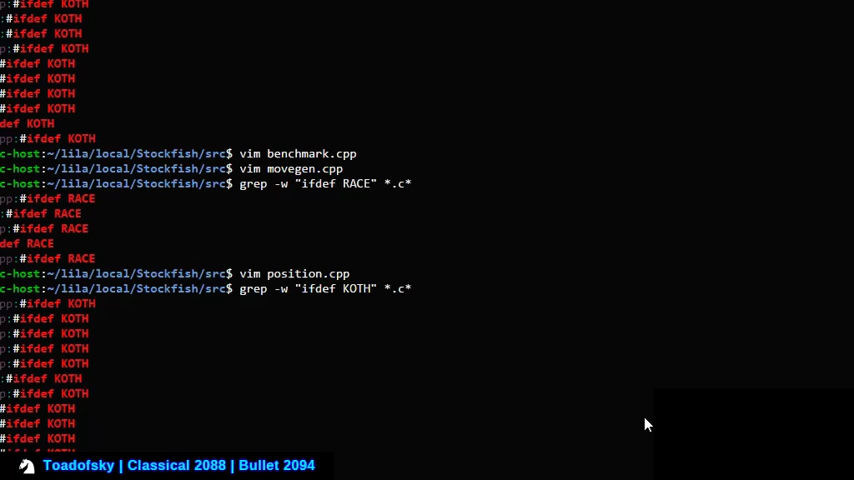 p:#ifdef KOTH
:#ifdef KOTH
:#ifdef KOTH
p:#ifdef KOTH
#ifdef KOTH
#ifdef KOTH
#ifdef KOTH
#ifdef KOTH
def KOTH
pp:#ifdef KOTH
c-host:~/lila/local/Stockfish/src$ vim benchmark.cpp
c-host:~/lila/local/Stockfish/src$ vim movegen.cpp
c-host:~/lila/local/Stockfish/src$ grep -w "ifdef RACE" *.c*
pp:#ifdef RACE
:#ifdef RACE
p:#ifdef RACE
def RACE
pp:#ifdef RACE
c-host:~/lila/local/Stockfish/src$ vim position.cpp
c-host:~/lila/local/Stockfish/src$ grep -w "ifdef KOTH" *.c*
pp:#ifdef KOTH
p:#ifdef KOTH
p:#ifdef KOTH
p:#ifdef KOTH
p:#ifdef KOTH
:#ifdef KOTH
p:#ifdef KOTH
#ifdef KOTH
#ifdef KOTH
#ifdef KOTH
#ifdef KOTH
Toadofsky | Classical 2088 | Bullet 2094